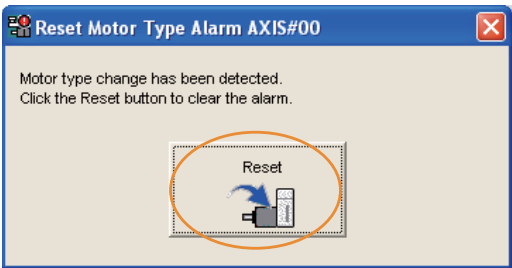 Reset Motor Type Alarm AXIS#00
Motor type change has been detected.
Click the Reset button to clear the alarm.
Reset